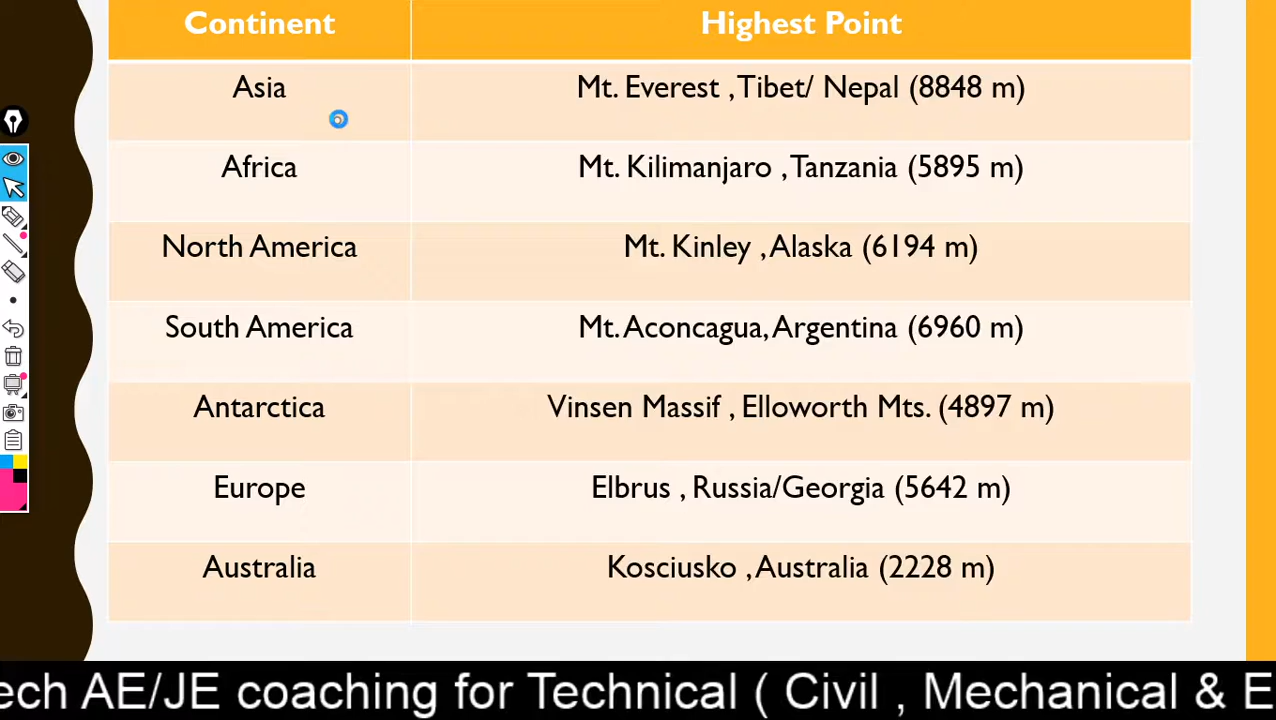 Continent Highest Point
Asia Mt. Everest , Tibet/ Nepal (8848 m)
Africa Mt. Kilimanjaro , Tanzania (5895 m)
North America Mt. Kinley , Alaska (6194 m)
South America Mt. Aconcagua, Argentina (6960 m)
Antarctica Vinsen Massif , Elloworth Mts. (4897 m)
Europe Elbrus , Russia/Georgia (5642 m)
Australia Kosciusko , Australia (2228 m)
ech AE/JE coaching for Technical ( Civil , Mechanical & E